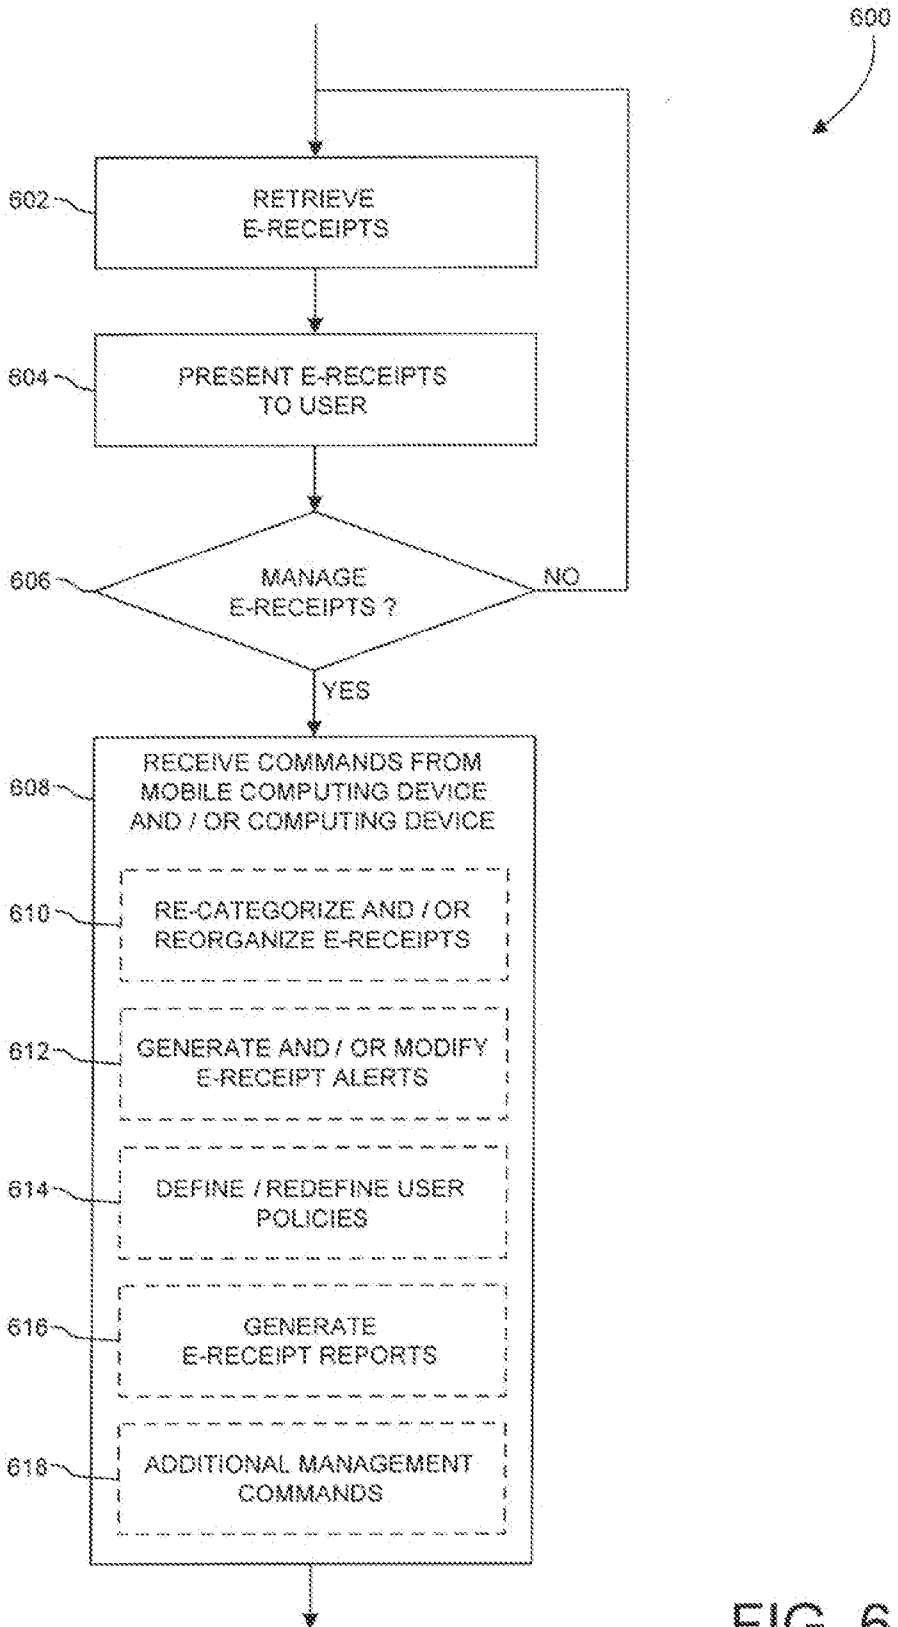 600
602
RETRIEVE
E-RECEIPTS
604
PRESENT E-RECEIPTS
TO USER
606
MANAGE
E-RECEIPTS ?
NO
YES
608
RECEIVE COMMANDS FROM
MOBILE COMPUTING DEVICE
AND / OR COMPUTING DEVICE
610
RE-CATEGORIZE AND / OR
REORGANIZE E-RECEIPTS
612
GENERATE AND / OR MODIFY
E-RECEIPT ALERTS
614
DEFINE / REDEFINE USER
POLICIES
616
GENERATE
E-RECEIPT REPORTS
618
ADDITIONAL MANAGEMENT
COMMANDS
FIG. 6